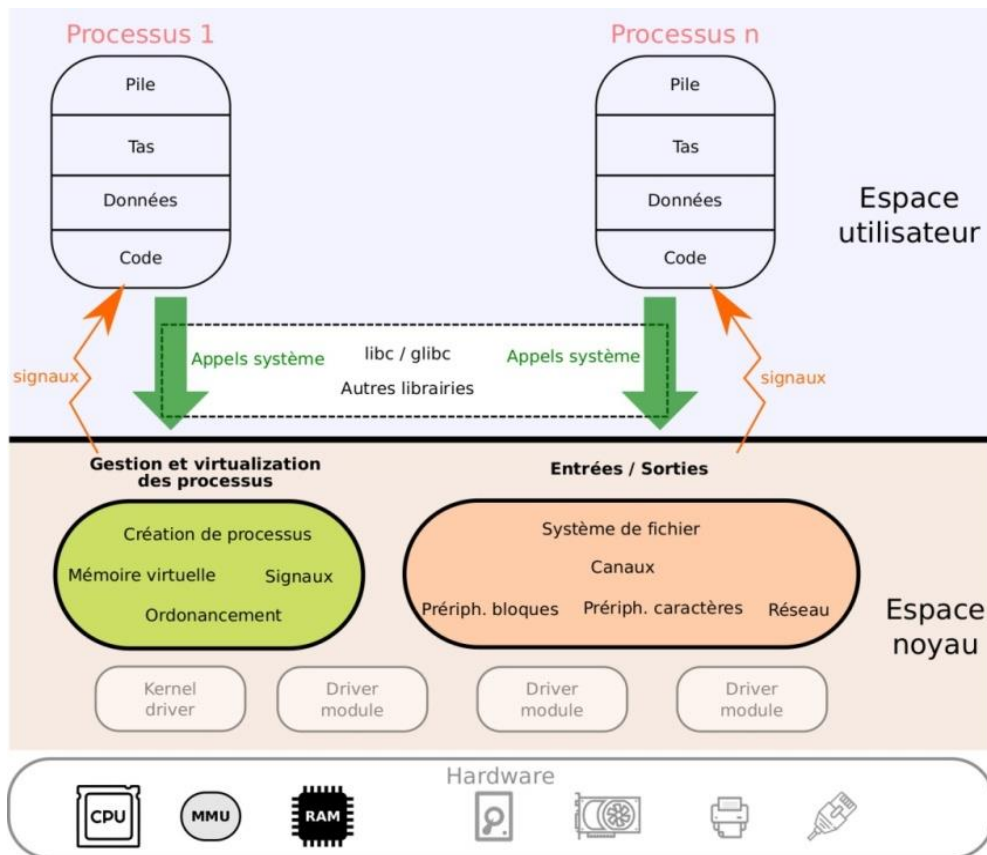 Processus 1
Processus n
Pile
Pile
Tas
Tas
Données
Données
Code
Code
Espace
utilisateur
signaux
Appels système
libc / glibc
Appels système
Autres librairies
signaux
Gestion et virtualization
des processus
Entrées / Sorties
Création de processus
Mémoire virtuelle
Signaux
Ordonancement
Système de fichier
Canaux
Prériph. bloques
Prériph. caractères
Réseau
Espace
noyau
Kernel
driver
Driver
module
Driver
module
Driver
module
Hardware
CPU
MMU
RAM